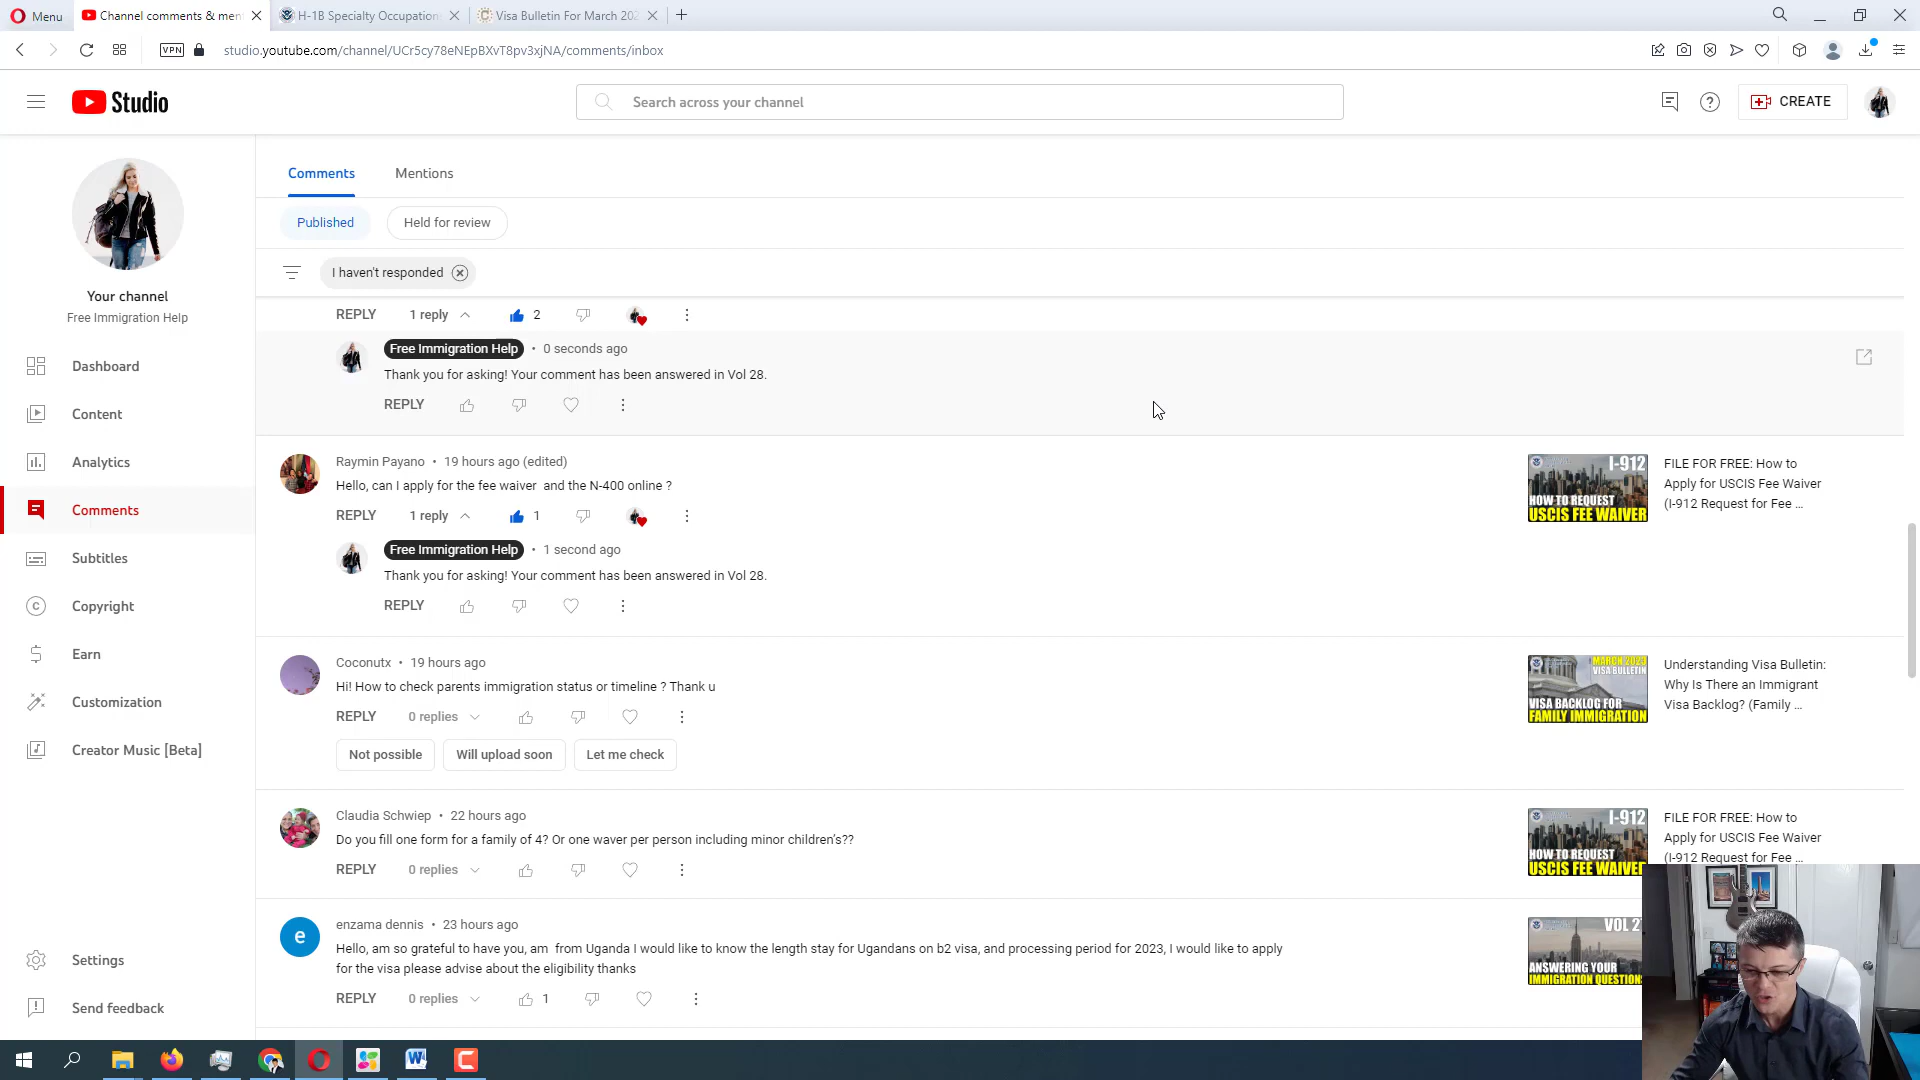 Menu
Channel comments & men
H-1B Specialty Occupation
Visa Bulletin For March 202
VPN
studio.youtube.com/channel/UCr5cy78eNEpBXvT8pv3xjNA/comments/inbox
Studio
Search across your channel
CREATE
Your channel
Free Immigration Help
Dashboard
Content
Analytics
Comments
Subtitles
Copyright
Earn
Customization
Creator Music [Beta]
Settings
Send feedback
Comments
Mentions
Published
Held for review
I haven't responded
REPLY 1 reply 2
Free Immigration Help • 0 seconds ago
Thank you for asking! Your comment has been answered in Vol 28.
REPLY
Raymin Payano • 19 hours ago (edited)
Hello, can I apply for the fee waiver and the N-400 online ?
REPLY 1 reply 1
I-912
HOW TO REQUEST
USCIS FEE WAIVER
FILE FOR FREE: How to
Apply for USCIS Fee Waiver
(I-912 Request for Fee ...
Free Immigration Help • 1 second ago
Thank you for asking! Your comment has been answered in Vol 28.
REPLY
Coconutx • 19 hours ago
Hi! How to check parents immigration status or timeline ? Thank u
REPLY 0 replies
Not possible
Will upload soon
Let me check
MARCH 2023
VISA BULLETIN
VISA BACKLOG FOR
FAMILY IMMIGRATION
Understanding Visa Bulletin:
Why Is There an Immigrant
Visa Backlog? (Family ...
Claudia Schwiep • 22 hours ago
Do you fill one form for a family of 4? Or one waver per person including minor children's??
REPLY 0 replies
I-912
HOW TO REQUEST
USCIS FEE WAIVER
FILE FOR FREE: How to
Apply for USCIS Fee Waiver
(I-912 Request for Fee ...
e
enzama dennis • 23 hours ago
Hello, am so grateful to have you, am from Uganda I would like to know the length stay for Ugandans on b2 visa, and processing period for 2023, I would like to apply
for the visa please advise about the eligibility thanks
REPLY 0 replies 1
VOL 27
ANSWERING YOUR
IMMIGRATION QUESTIONS